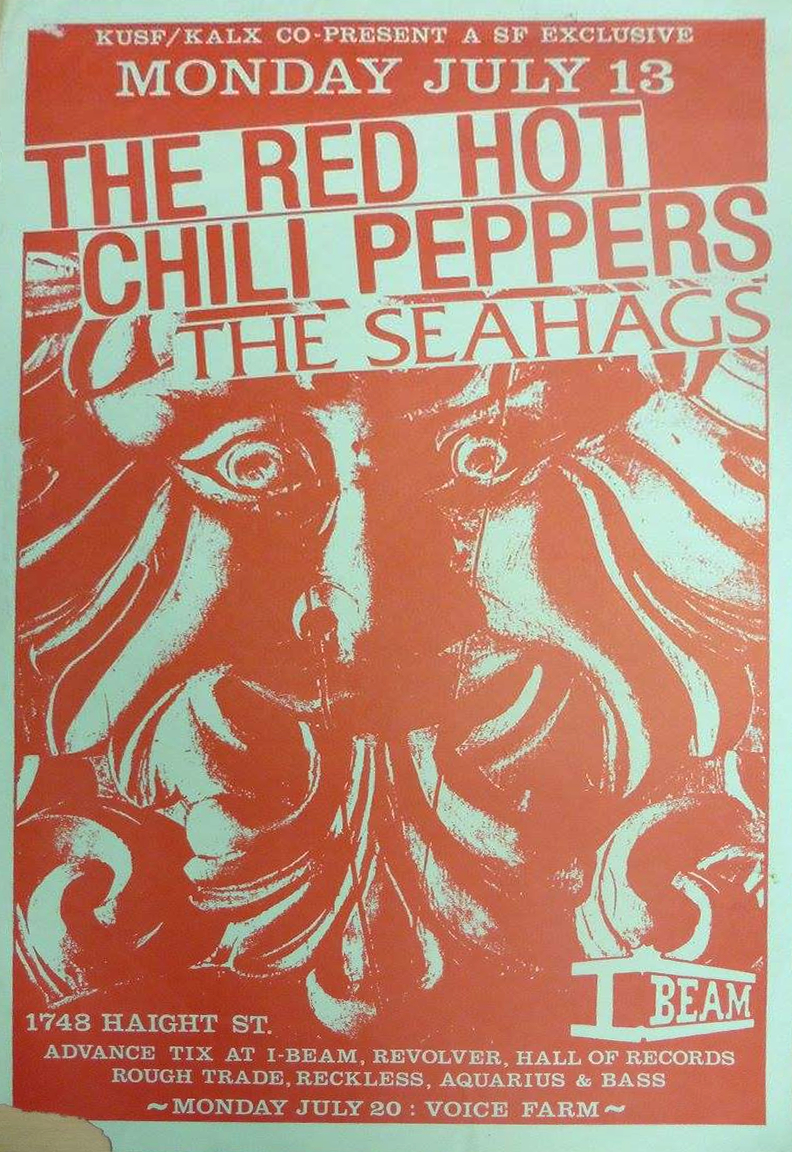 KUSF/KALX CO-PRESENT A SF EXCLUSIVE
MONDAY JULY 13
THE RED HOT
CHILI PEPPERS
THE SEAHAGS
I BEAM
1748 HAIGHT ST.
ADVANCE TIX AT I-BEAM, REVOLVER, HALL OF RECORDS
ROUGH TRADE, RECKLESS, AQUARIUS & BASS
~MONDAY JULY 20 : VOICE FARM~